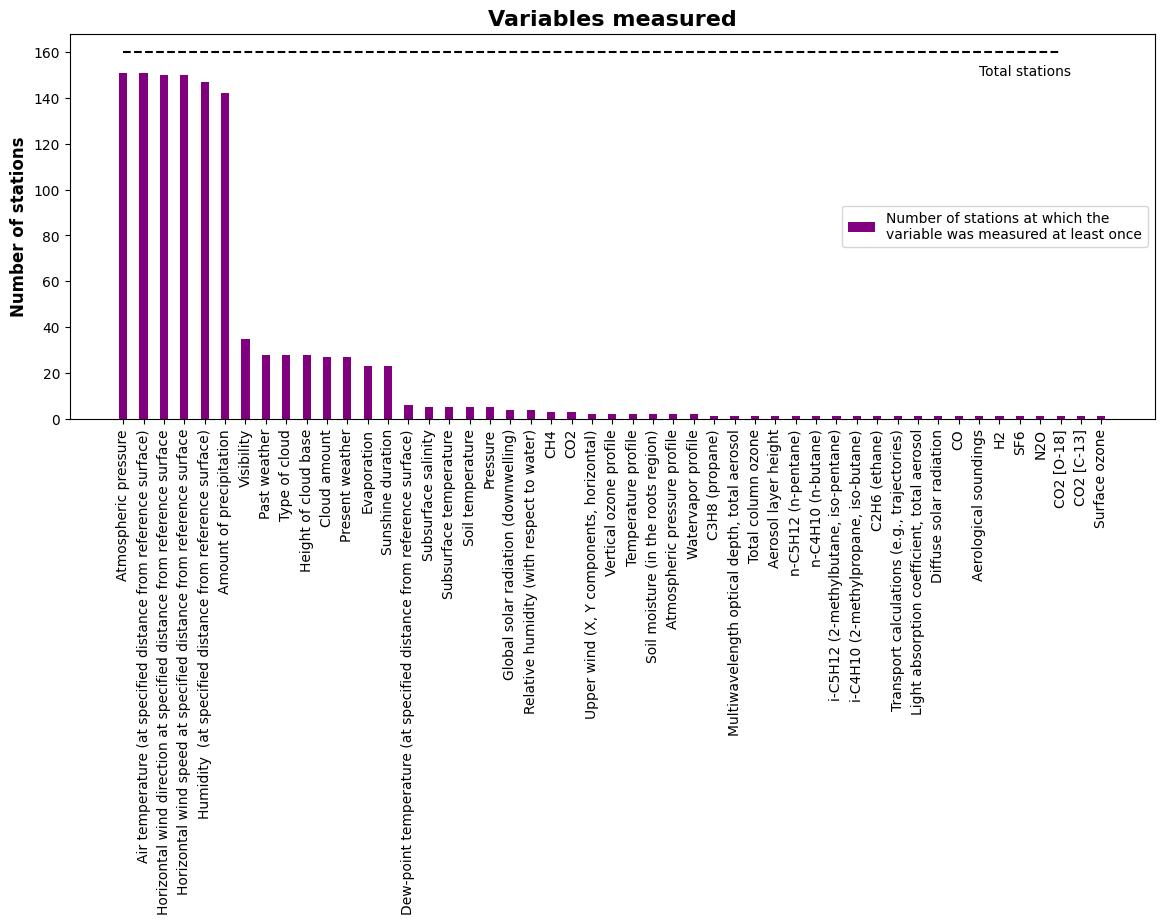 Variables measured
160
140
120
100
80
60
40
20
0
Number of stations
Total stations
Number of stations at which the
variable was measured at least once
Atmospheric pressure
Air temperature (at specified distance from reference surface)
Horizontal wind direction at specified distance from reference surface
Horizontal wind speed at specified distance from reference surface
Humidity  (at specified distance from reference surface)
Amount of precipitation
Visibility
Past weather
Type of cloud
Height of cloud base
Cloud amount
Present weather
Evaporation
Sunshine duration
Dew-point temperature (at specified distance from reference surface)
Subsurface salinity
Subsurface temperature
Soil temperature
Pressure
Global solar radiation (downwelling)
Relative humidity (with respect to water)
CH4
CO2
Upper wind (X, Y components, horizontal)
Vertical ozone profile
Temperature profile
Soil moisture (in the roots region)
Atmospheric pressure profile
Watervapor profile
C3H8 (propane)
Multiwavelength optical depth, total aerosol
Total column ozone
Aerosol layer height
n-C5H12 (n-pentane)
n-C4H10 (n-butane)
i-C5H12 (2-methylbutane, iso-pentane)
i-C4H10 (2-methylpropane, iso-butane)
C2H6 (ethane)
Transport calculations (e.g., trajectories)
Light absorption coefficient, total aerosol
Diffuse solar radiation
CO
Aerological soundings
H2
SF6
N2O
CO2 [O-18]
CO2 [C-13]
Surface ozone